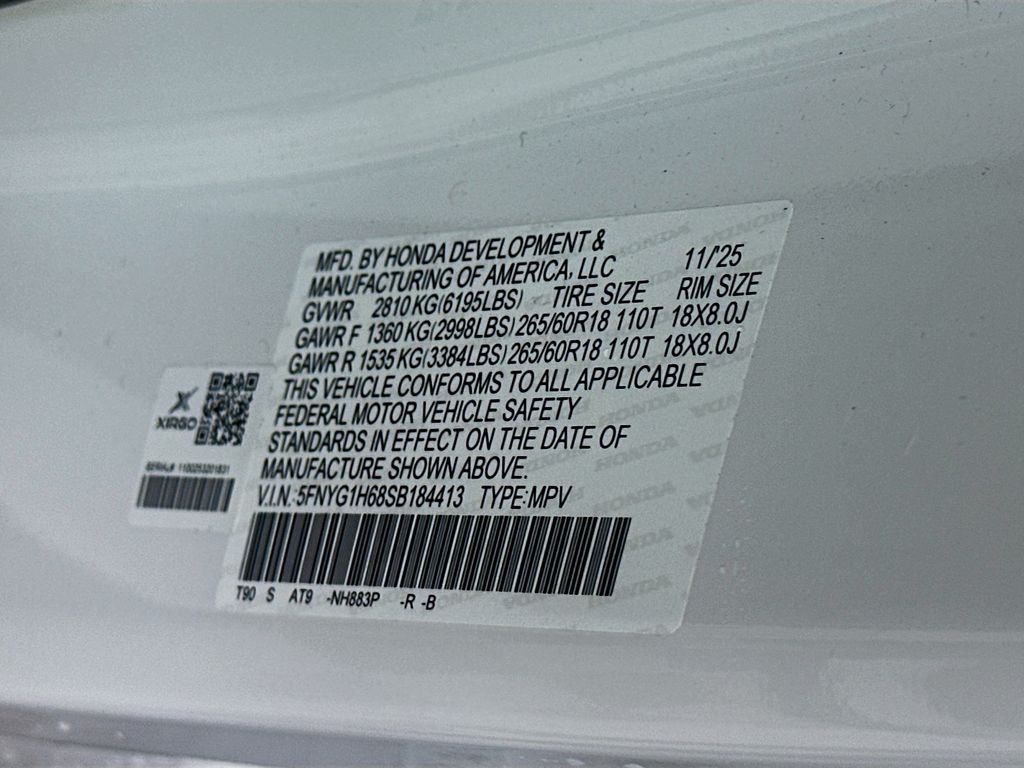 MFD. BY HONDA DEVELOPMENT &
MANUFACTURING OF AMERICA, LLC 11/'25
GVWR 2810 KG(6195LBS) TIRE SIZE RIM SIZE
GAWR F 1360 KG(2998LBS) 265/60R18 110T 18X8.0J
GAWR R 1535 KG(3384LBS) 265/60R18 110T 18X8.0J
THIS VEHICLE CONFORMS TO ALL APPLICABLE
FEDERAL MOTOR VEHICLE SAFETY
STANDARDS IN EFFECT ON THE DATE OF
MANUFACTURE SHOWN ABOVE.
V.I.N.:5FNYG1H68SB184413 TYPE:MPV
T90 S AT9 -NH883P -R -B
XIRGO
SERIAL# 1100253201831